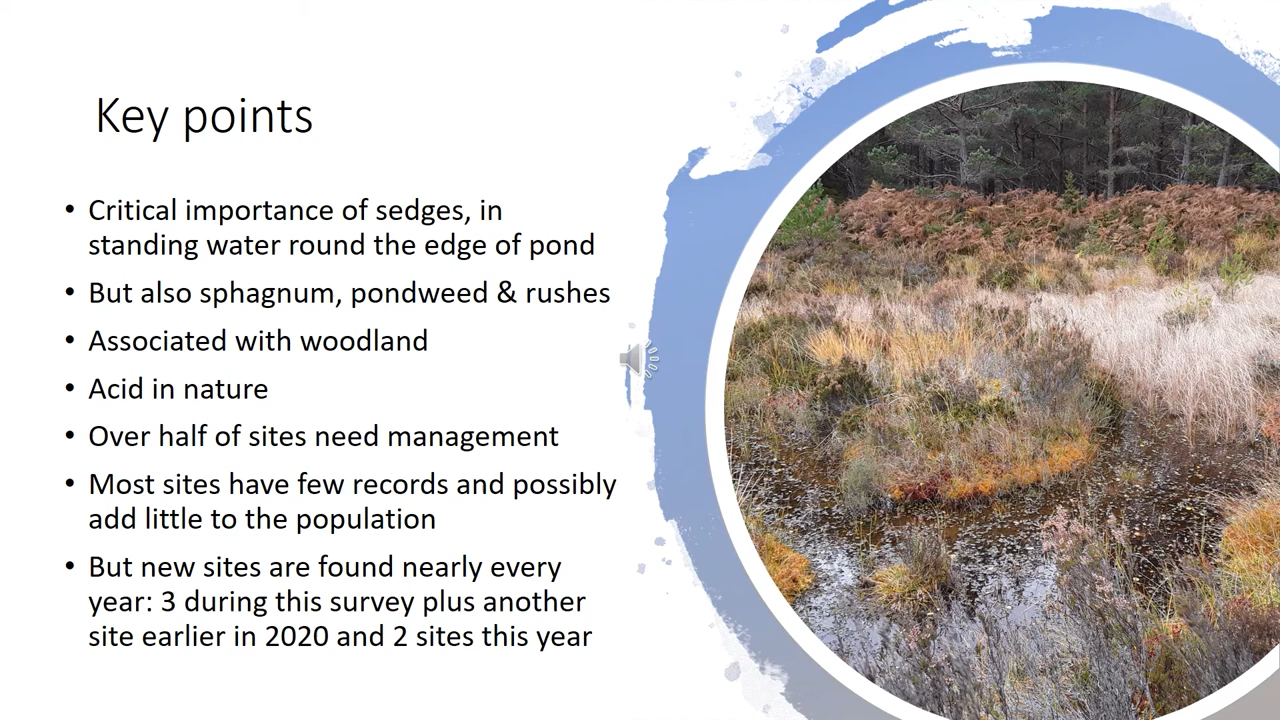 Key points
• Critical importance of sedges, in
standing water round the edge of pond
• But also sphagnum, pondweed & rushes
• Associated with woodland
• Acid in nature
• Over half of sites need management
• Most sites have few records and possibly
add little to the population
• But new sites are found nearly every
year: 3 during this survey plus another
site earlier in 2020 and 2 sites this year